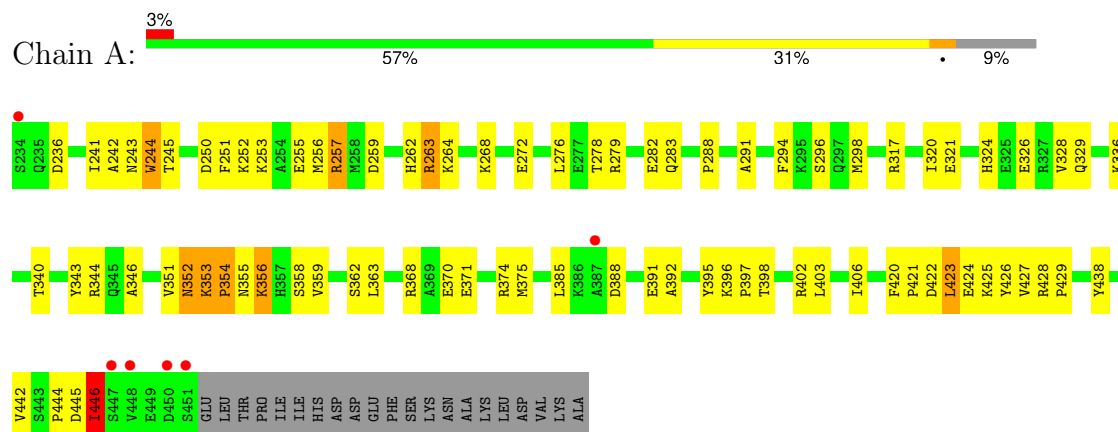 3%
Chain A:
57% 31% • 9%
S234 Q235 D236 I241 A242 N243 W244 T245 D250 F251 K252 K253 A254 E255 M256 R257 M258 D259 H262 R263 K264 K268 E272 L276 E277 T278 R279 E282 Q283 P288 A291 F294 K295 S296 Q297 M298 R317 I320 E321 H324 E325 E326 R327 V328 Q329 K336
T340 Y343 R344 Q345 A346 V351 N352 K353 P354 N355 K356 H357 S358 V359 S362 L363 R368 A369 E370 E371 R374 M375 L385 K386 A387 D388 E391 A392 Y395 K396 P397 T398 R402 L403 I406 F420 P421 D422 L423 E424 K425 Y426 V427 R428 P429 Y438
V442 S443 P444 D445 I446 S447 V448 E449 D450 S451 GLU LEU THR PRO ILE ILE HIS ASP ASP GLU PHE SER LYS ASN ALA LYS LEU ASP VAL LYS ALA